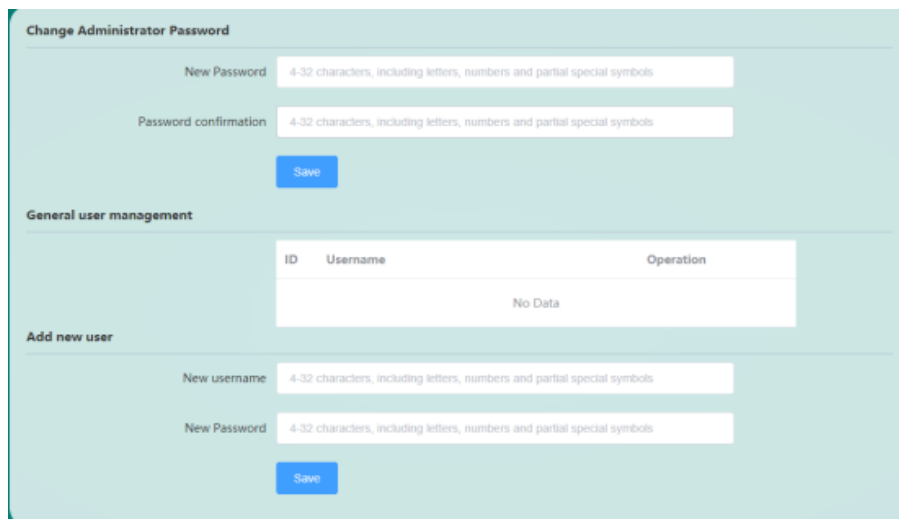 Change Administrator Password
New Password 4-32 characters, including letters, numbers and partial special symbols
Password confirmation 4-32 characters, including letters, numbers and partial special symbols
Save
General user management
ID Username Operation
No Data
Add new user
New username 4-32 characters, including letters, numbers and partial special symbols
New Password 4-32 characters, including letters, numbers and partial special symbols
Save